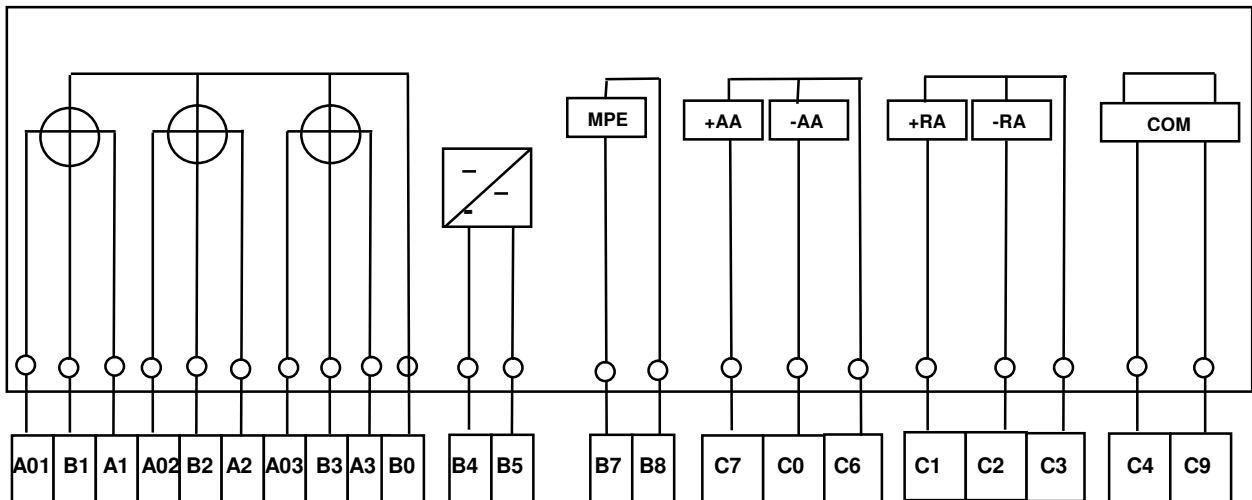 MPE +AA -AA +RA -RA COM
A01 B1 A1 A02 B2 A2 A03 B3 A3 B0 B4 B5 B7 B8 C7 C0 C6 C1 C2 C3 C4 C9